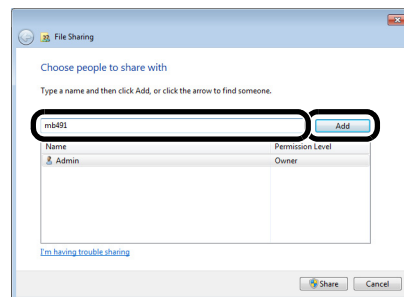 File Sharing
Choose people to share with
Type a name and then click Add, or click the arrow to find someone.
mb491 Add
Name Permission Level
Admin Owner
I'm having trouble sharing
Share Cancel